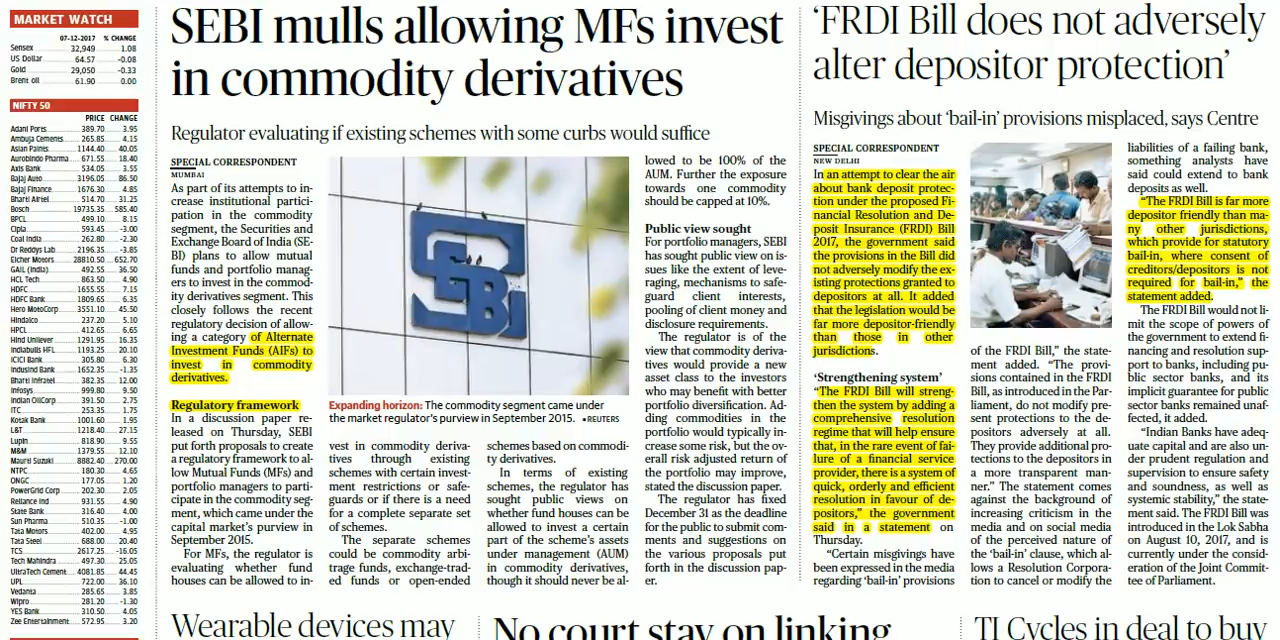 MARKET WATCH
07-12-2017 % CHANGE
Sensex 32,949 1.08
US Dollar 64.57 -0.08
Gold 29,050 -0.33
Brent oil 61.90 0.00
NIFTY 50
PRICE CHANGE
Adani Ports 389.70 3.95
Ambuja Cements 265.85 4.15
Asian Paints 1144.40 40.05
Aurobindo Pharma 671.55 18.40
Axis Bank 534.05 3.55
Bajaj Auto 3196.05 86.50
Bajaj Finance 1676.30 4.85
Bharti Airtel 514.70 31.25
Bosch 19735.35 585.40
BPCL 499.10 8.15
Cipla 593.45 -3.00
Coal India 262.80 -2.30
Dr Reddys Lab 2196.35 -3.85
Eicher Motors 28810.50 652.70
GAIL (India) 492.55 36.50
HCL Tech 863.50 4.90
HDFC 1655.55 7.15
HDFC Bank 1809.65 6.35
Hero MotoCorp 3551.10 45.50
Hindalco 237.20 5.10
HPCL 412.65 6.65
Hind Unilever 1291.95 16.35
Indiabulls HFL 1193.25 20.10
ICICI Bank 305.80 6.30
IndusInd Bank 1652.35 -1.35
Bharti Infratel 382.35 12.00
Infosys 999.80 9.50
Indian OilCorp 391.50 2.75
ITC 253.35 1.75
Kotak Bank 1001.60 1.95
L&T 1218.40 27.15
Lupin 818.90 9.55
M&M 1379.55 12.10
Maruti Suzuki 8882.40 270.00
NTPC 180.30 4.65
ONGC 177.05 1.20
PowerGrid Corp 202.30 2.05
Reliance Ind 931.55 4.90
State Bank 316.40 4.00
Sun Pharma 510.35 -1.00
Tata Motors 402.00 4.95
Tata Steel 688.00 20.40
TCS 2617.25 -16.05
Tech Mahindra 497.30 25.05
UltraTech Cement 4081.85 44.45
UPL 722.00 36.10
Vedanta 285.65 3.85
Wipro 281.20 -1.30
YES Bank 310.50 4.05
Zee Entertainment 572.95 3.20
SEBI mulls allowing MFs invest
in commodity derivatives
Regulator evaluating if existing schemes with some curbs would suffice
SPECIAL CORRESPONDENT
MUMBAI
As part of its attempts to in-
crease institutional partici-
pation in the commodity
segment, the Securities and
Exchange Board of India (SE-
BI) plans to allow mutual
funds and portfolio manag-
ers to invest in the commod-
ity derivatives segment. This
closely follows the recent
regulatory decision of allow-
ing a category of Alternate
Investment Funds (AIFs) to
invest in commodity
derivatives.
Regulatory framework
In a discussion paper re-
leased on Thursday, SEBI
put forth proposals to create
a regulatory framework to al-
low Mutual Funds (MFs) and
portfolio managers to parti-
cipate in the commodity seg-
ment, which came under the
capital market's purview in
September 2015.
For MFs, the regulator is
evaluating whether fund
houses can be allowed to in-
SEBI
Expanding horizon: The commodity segment came under
the market regulator's purview in September 2015. •REUTERS
vest in commodity deriva-
tives through existing
schemes with certain invest-
ment restrictions or safe-
guards or if there is a need
for a complete separate set
of schemes.
The separate schemes
could be commodity arbi-
trage funds, exchange-trad-
ed funds or open-ended
schemes based on commodi-
ty derivatives.
In terms of existing
schemes, the regulator has
sought public views on
whether fund houses can be
allowed to invest a certain
part of the scheme's assets
under management (AUM)
in commodity derivatives,
though it should never be al-
lowed to be 100% of the
AUM. Further the exposure
towards one commodity
should be capped at 10%.
Public view sought
For portfolio managers, SEBI
has sought public view on is-
sues like the extent of leve-
raging, mechanisms to safe-
guard client interests,
pooling of client money and
disclosure requirements.
The regulator is of the
view that commodity deriva-
tives would provide a new
asset class to the investors
who may benefit with better
portfolio diversification. Ad-
ding commodities in the
portfolio would typically in-
crease some risk, but the ov-
erall risk adjusted return of
the portfolio may improve,
stated the discussion paper.
The regulator has fixed
December 31 as the deadline
for the public to submit com-
ments and suggestions on
the various proposals put
forth in the discussion pap-
er.
'FRDI Bill does not adversely
alter depositor protection'
Misgivings about 'bail-in' provisions misplaced, says Centre
SPECIAL CORRESPONDENT
NEW DELHI
In an attempt to clear the air
about bank deposit protec-
tion under the proposed Fi-
nancial Resolution and De-
posit Insurance (FRDI) Bill
2017, the government said
the provisions in the Bill did
not adversely modify the ex-
isting protections granted to
depositors at all. It added
that the legislation would be
far more depositor-friendly
than those in other
jurisdictions.
'Strengthening system'
"The FRDI Bill will streng-
then the system by adding a
comprehensive resolution
regime that will help ensure
that, in the rare event of fai-
lure of a financial service
provider, there is a system of
quick, orderly and efficient
resolution in favour of de-
positors," the government
said in a statement on
Thursday.
"Certain misgivings have
been expressed in the media
regarding 'bail-in' provisions
of the FRDI Bill," the state-
ment added. "The provi-
sions contained in the FRDI
Bill, as introduced in the Par-
liament, do not modify pre-
sent protections to the de-
positors adversely at all.
They provide additional pro-
tections to the depositors in
a more transparent man-
ner." The statement comes
against the background of
increasing criticism in the
media and on social media
of the perceived nature of
the 'bail-in' clause, which al-
lows a Resolution Corpora-
tion to cancel or modify the
liabilities of a failing bank,
something analysts have
said could extend to bank
deposits as well.
"The FRDI Bill is far more
depositor friendly than ma-
ny other jurisdictions,
which provide for statutory
bail-in, where consent of
creditors/depositors is not
required for bail-in," the
statement added.
The FRDI Bill would not li-
mit the scope of powers of
the government to extend fi-
nancing and resolution sup-
port to banks, including pu-
blic sector banks, and its
implicit guarantee for public
sector banks remained unaf-
fected, it added.
"Indian Banks have adeq-
uate capital and are also un-
der prudent regulation and
supervision to ensure safety
and soundness, as well as
systemic stability," the state-
ment said. The FRDI Bill was
introduced in the Lok Sabha
on August 10, 2017, and is
currently under the consid-
eration of the Joint Commit-
tee of Parliament.
Wearable devices may
No court stay on linking
TI Cycles in deal to buy